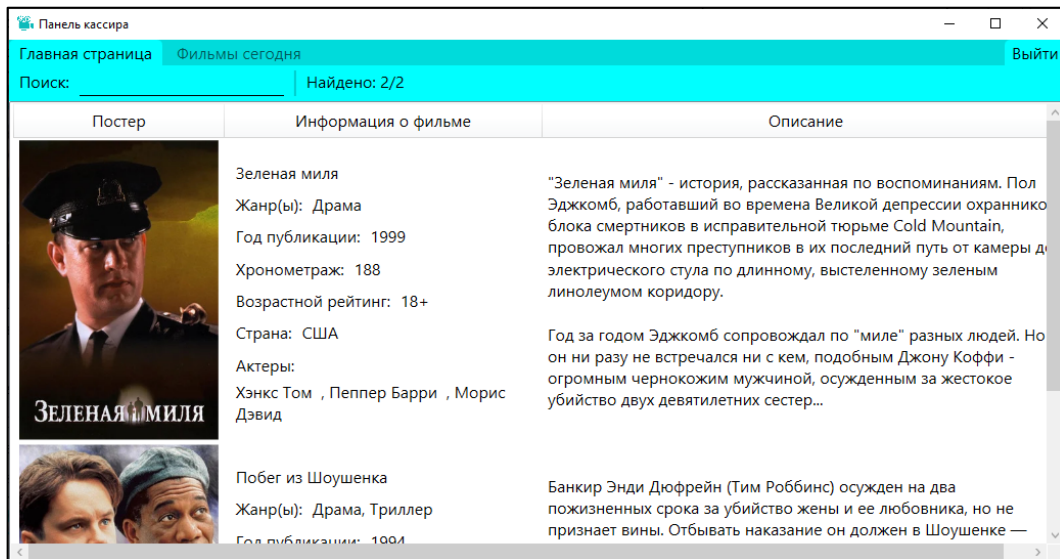 Панель кассира
Главная страница Фильмы сегодня Выйти
Поиск: Найдено: 2/2
Постер Информация о фильме Описание
ЗЕЛЕНАЯ МИЛЯ
Зеленая миля
Жанр(ы): Драма
Год публикации: 1999
Хронометраж: 188
Возрастной рейтинг: 18+
Страна: США
Актеры:
Хэнкс Том , Пеппер Барри , Морис
Дэвид
"Зеленая миля" - история, рассказанная по воспоминаниям. Пол
Эджкомб, работавший во времена Великой депрессии охраннико
блока смертников в исправительной тюрьме Cold Mountain,
провожал многих преступников в их последний путь от камеры д
электрического стула по длинному, выстеленному зеленым
линолеумом коридору.
Год за годом Эджкомб сопровождал по "миле" разных людей. Но
он ни разу не встречался ни с кем, подобным Джону Коффи -
огромным чернокожим мужчиной, осужденным за жестокое
убийство двух девятилетних сестер...
Побег из Шоушенка
Жанр(ы): Драма, Триллер
Год публикации: 1994
Банкир Энди Дюфрейн (Тим Роббинс) осужден на два
пожизненных срока за убийство жены и ее любовника, но не
признает вины. Отбывать наказание он должен в Шоушенке —